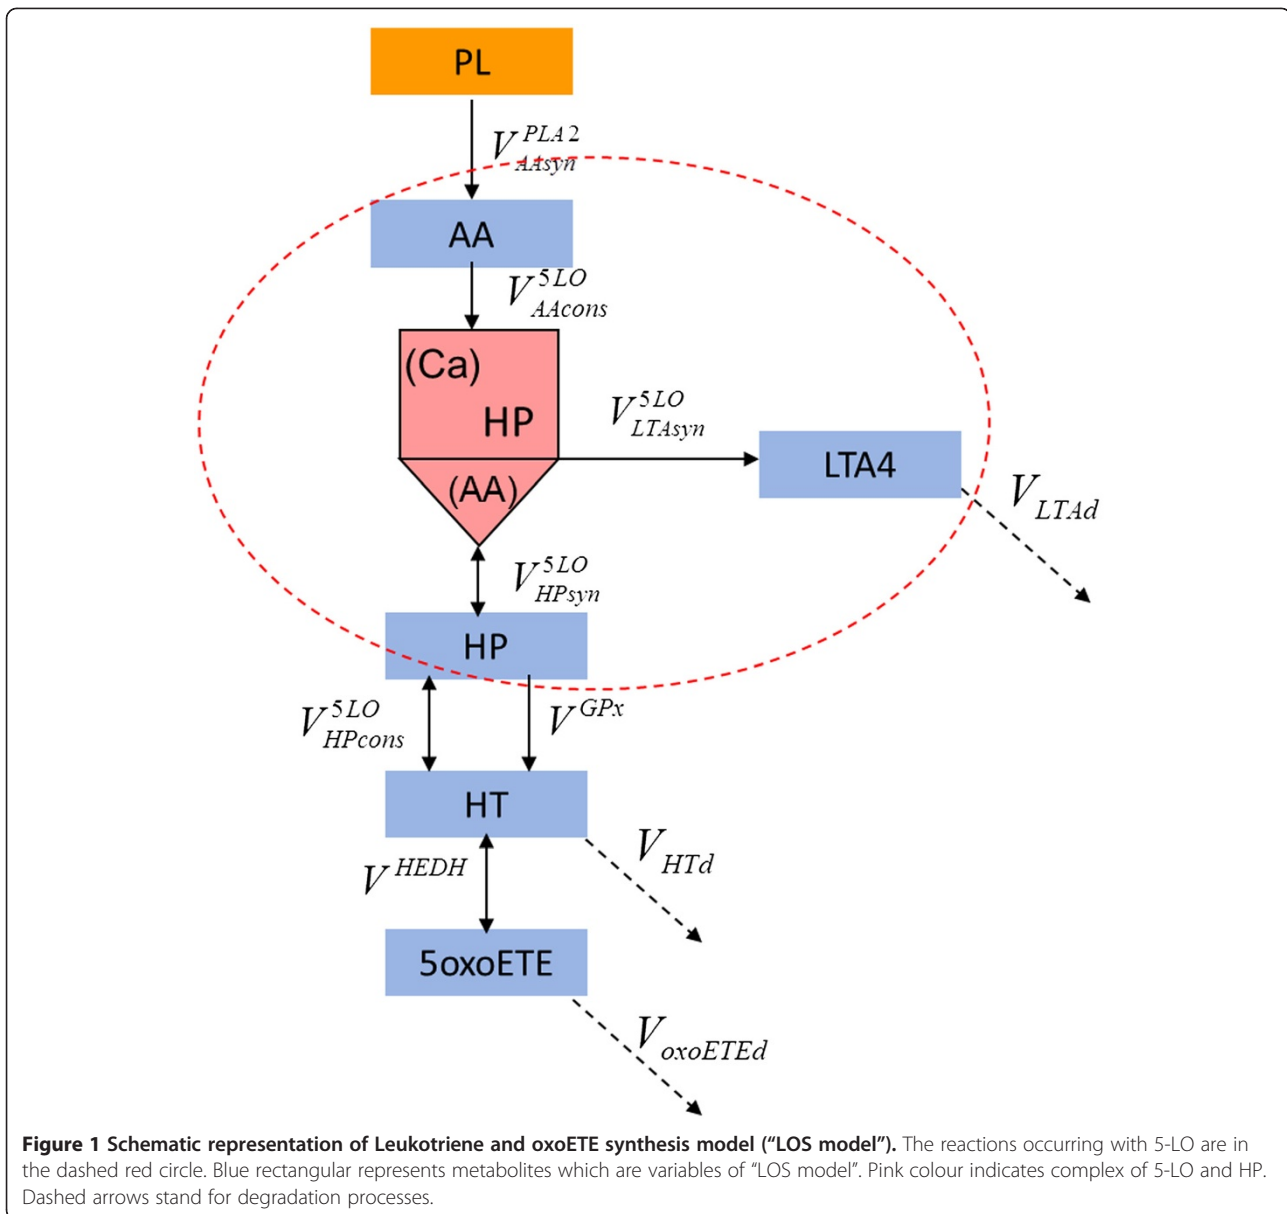 PL
V^{PLA2}_{AAsyn}
AA
V^{5LO}_{AAcons}
(Ca)
HP
V^{5LO}_{LTAsyn}
LTA4
(AA)
V_{LTAd}
V^{5LO}_{HPsyn}
HP
V^{5LO}_{HPcons}
V^{GPx}
HT
V_{HTd}
V^{HEDH}
5oxoETE
V_{oxoETEd}
Figure 1 Schematic representation of Leukotriene and oxoETE synthesis model (“LOS model”). The reactions occurring with 5-LO are in
the dashed red circle. Blue rectangular represents metabolites which are variables of “LOS model”. Pink colour indicates complex of 5-LO and HP.
Dashed arrows stand for degradation processes.